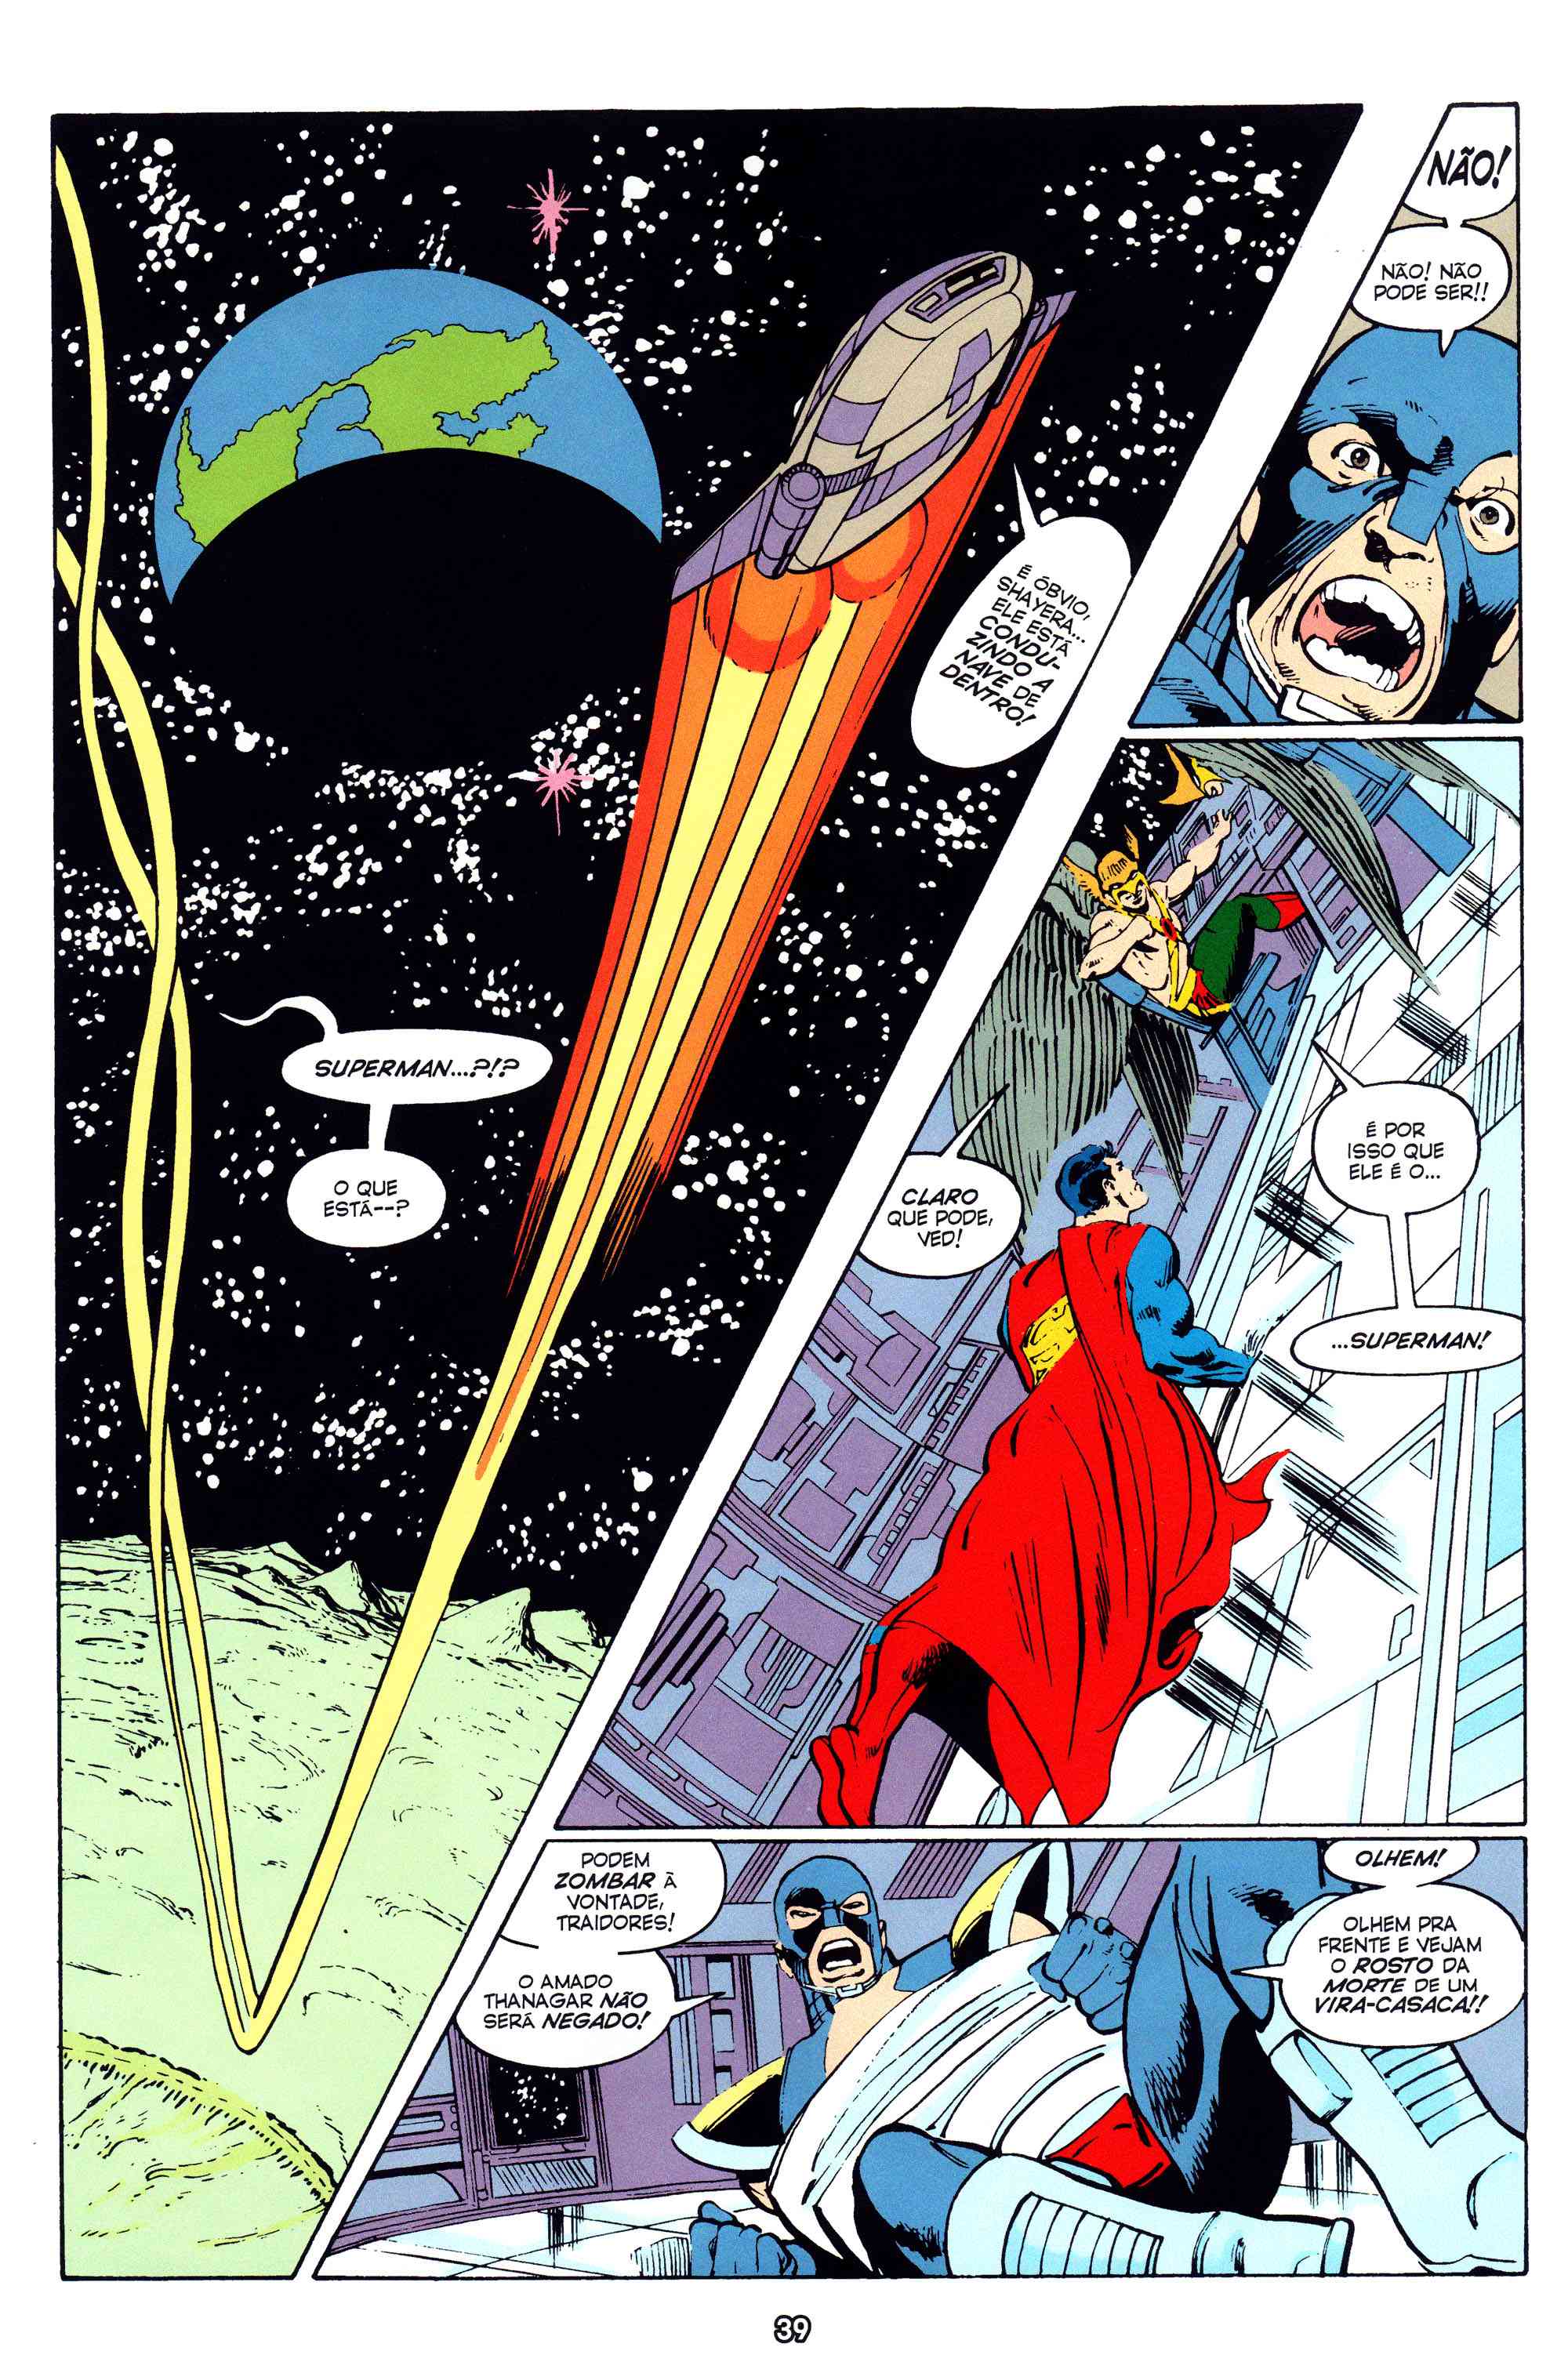 SUPERMAN...?!?
O QUE
ESTÁ--?
É ÓBVIO,
SHAYERA...
ELE ESTÁ
CONDU-
ZINDO A
NAVE DE
DENTRO!
NÃO!
NÃO! NÃO
PODE SER!!
CLARO
QUE PODE,
VED!
É POR
ISSO QUE
ELE É O...
...SUPERMAN!
PODEM
ZOMBAR À
VONTADE,
TRAIDORES!
O AMADO
THANAGAR NÃO
SERÁ NEGADO!
OLHEM!
OLHEM PRA
FRENTE E VEJAM
O ROSTO DA
MORTE DE UM
VIRA-CASACA!!
39